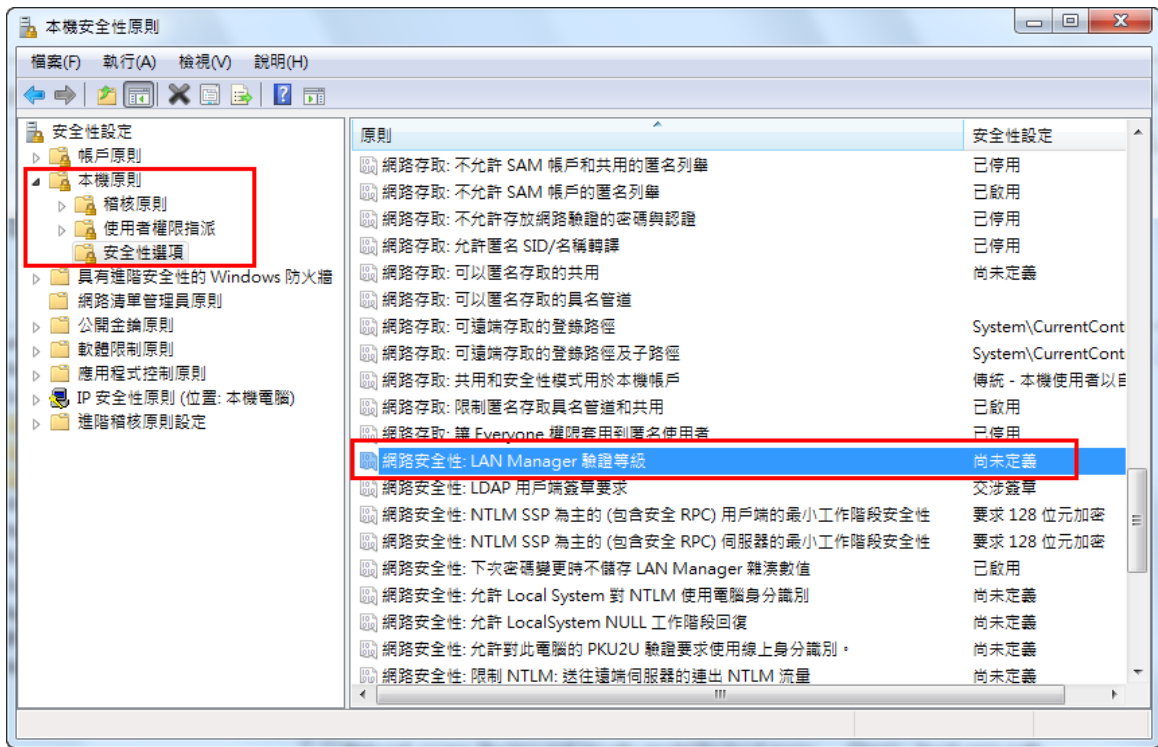 本機安全性原則
檔案(F) 執行(A) 檢視(V) 說明(H)
安全性設定
帳戶原則
本機原則
稽核原則
使用者權限指派
安全性選項
具有進階安全性的 Windows 防火牆
網路清單管理員原則
公開金鑰原則
軟體限制原則
應用程式控制原則
IP 安全性原則 (位置: 本機電腦)
進階稽核原則設定
原則 安全性設定
網路存取: 不允許 SAM 帳戶和共用的匿名列舉 已停用
網路存取: 不允許 SAM 帳戶的匿名列舉 已啟用
網路存取: 不允許存放網路驗證的密碼與認證 已停用
網路存取: 允許匿名 SID/名稱轉譯 已停用
網路存取: 可以匿名存取的共用 尚未定義
網路存取: 可以匿名存取的具名管道
網路存取: 可遠端存取的登錄路徑 System\CurrentCont
網路存取: 可遠端存取的登錄路徑及子路徑 System\CurrentCont
網路存取: 共用和安全性模式用於本機帳戶 傳統 - 本機使用者以自
網路存取: 限制匿名存取具名管道和共用 已啟用
網路存取: 讓 Everyone 權限套用到匿名使用者 已停用
網路安全性: LAN Manager 驗證等級 尚未定義
網路安全性: LDAP 用戶端簽章要求 交涉簽章
網路安全性: NTLM SSP 為主的 (包含安全 RPC) 用戶端的最小工作階段安全性 要求 128 位元加密
網路安全性: NTLM SSP 為主的 (包含安全 RPC) 伺服器的最小工作階段安全性 要求 128 位元加密
網路安全性: 下次密碼變更時不儲存 LAN Manager 雜湊數值 已啟用
網路安全性: 允許 Local System 對 NTLM 使用電腦身分識別 尚未定義
網路安全性: 允許 LocalSystem NULL 工作階段回復 尚未定義
網路安全性: 允許對此電腦的 PKU2U 驗證要求使用線上身分識別。 尚未定義
網路安全性: 限制 NTLM: 送往遠端伺服器的連出 NTLM 流量 尚未定義